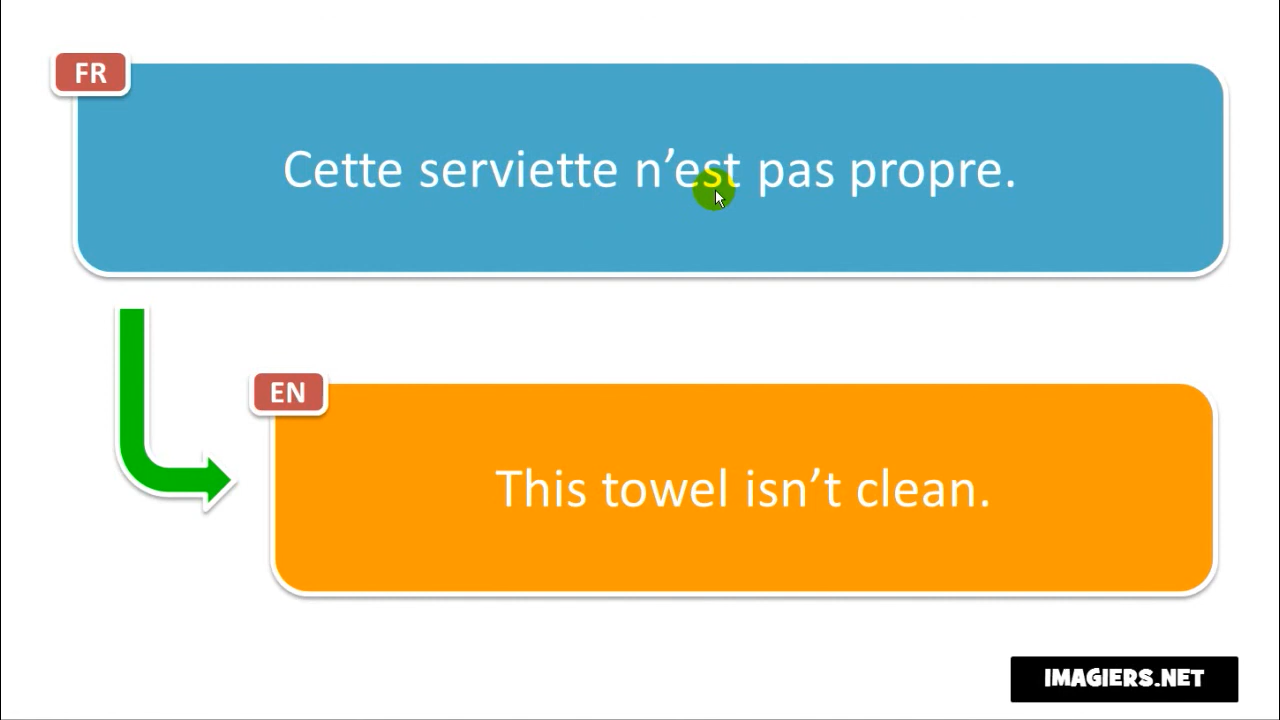 FR
Cette serviette n’est pas propre.
EN
This towel isn’t clean.
IMAGIERS.NET